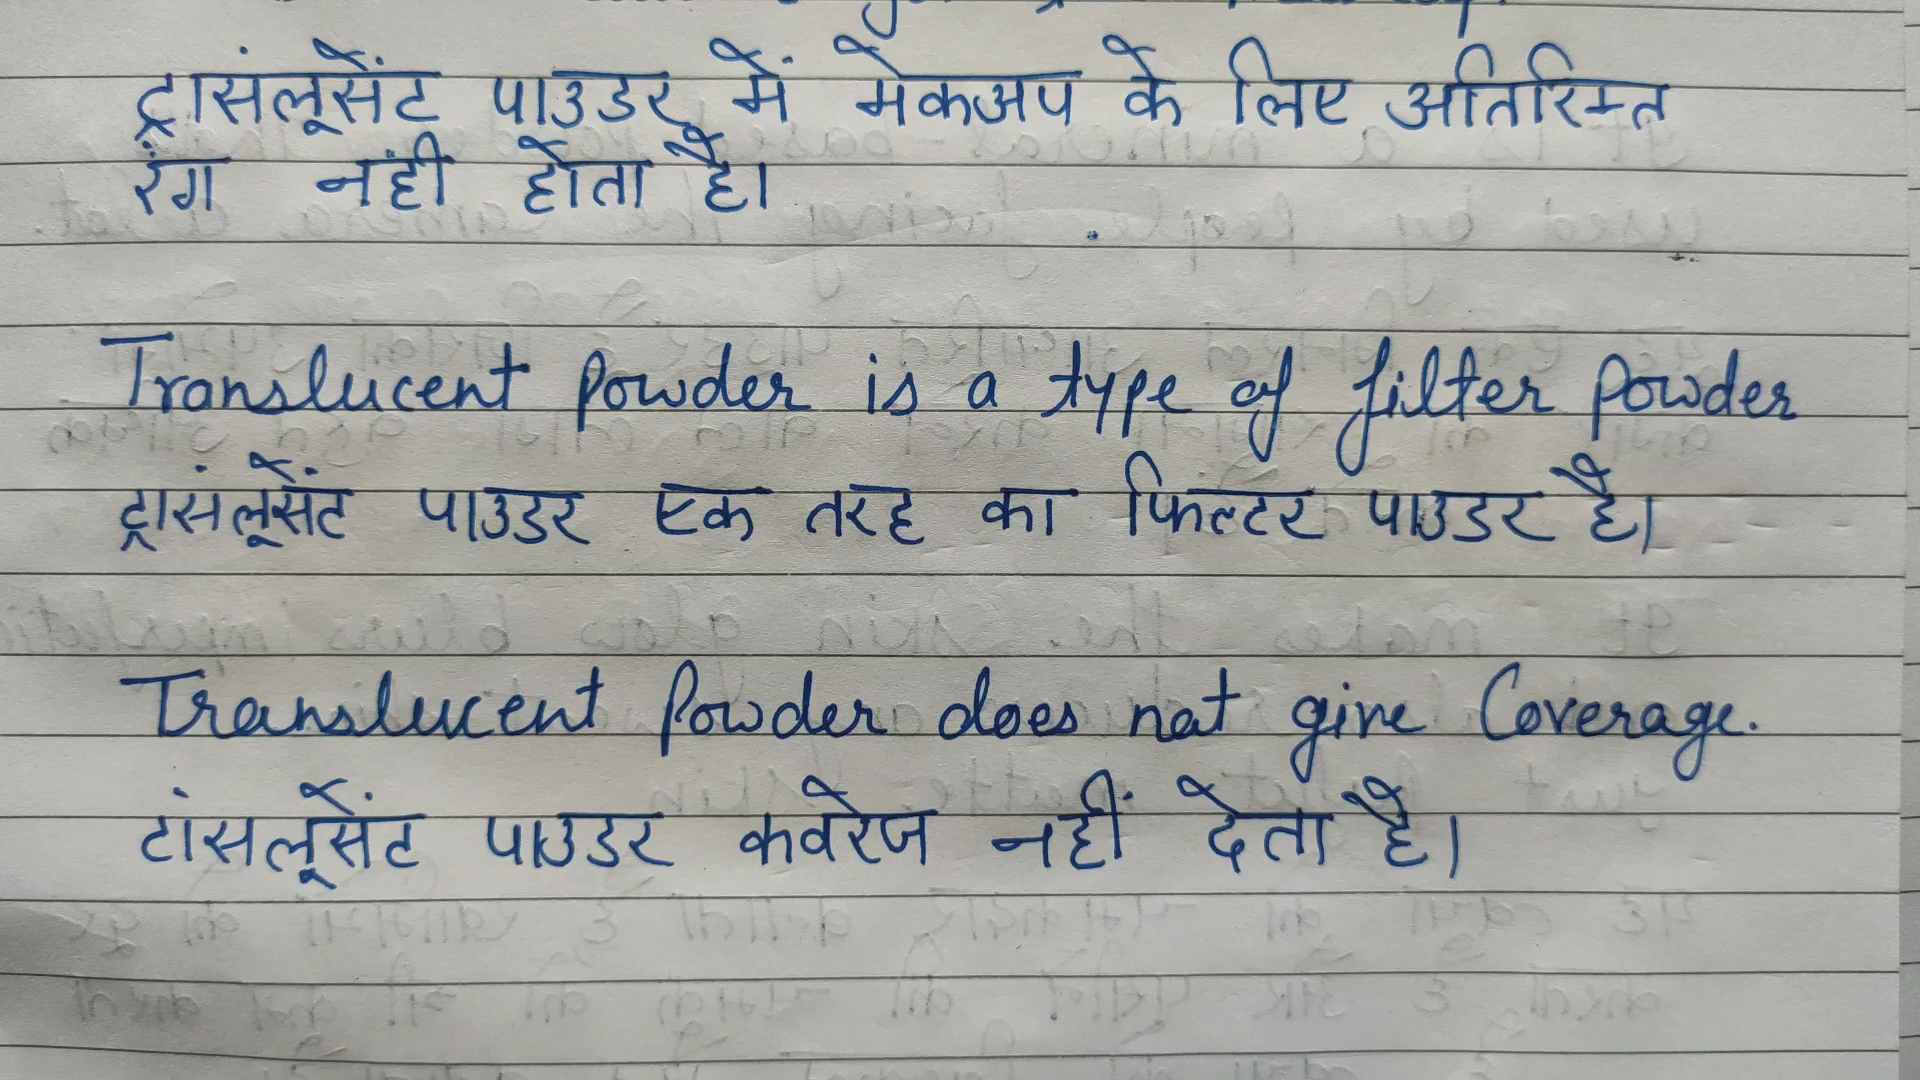 ट्रासंलूसेंट पाउडर में मेकअप के लिए अतिरिम्त
रंग नहीं होता है।
Translucent Powder is a type of filter Powder
ट्रासंलूसेंट पाउडर एक तरह का फिल्टर पाउडर है।
Translucent Powder does not give Coverage.
टांसलूसेंट पाउडर कवरेज नहीं देता है।